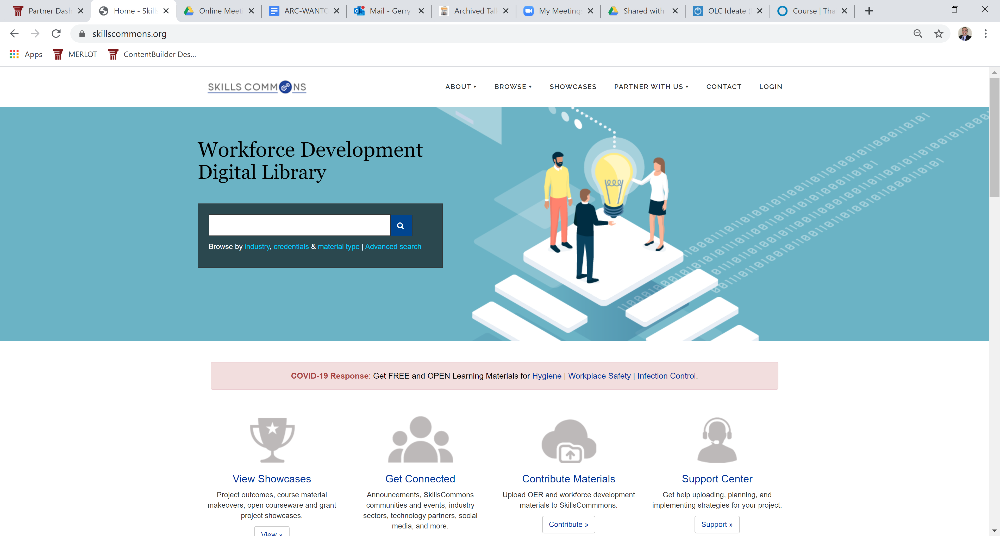 Partner Dash
Home - Skill
Online Meet
ARC-WANTC
Mail - Gerry
Archived Tal
My Meeting
Shared with
OLC Ideate (
Course | Tha
skillscommons.org
Apps
MERLOT
ContentBuilder Des...
SKILLS COMMONS
ABOUT +
BROWSE +
SHOWCASES
PARTNER WITH US +
CONTACT
LOGIN
Workforce Development
Digital Library
Browse by industry, credentials & material type | Advanced search
COVID-19 Response: Get FREE and OPEN Learning Materials for Hygiene | Workplace Safety | Infection Control.
View Showcases
Project outcomes, course material
makeovers, open courseware and grant
project showcases.
View »
Get Connected
Announcements, SkillsCommons
communities and events, industry
sectors, technology partners, social
media, and more.
Contribute Materials
Upload OER and workforce development
materials to SkillsCommmons.
Contribute »
Support Center
Get help uploading, planning, and
implementing strategies for your project.
Support »